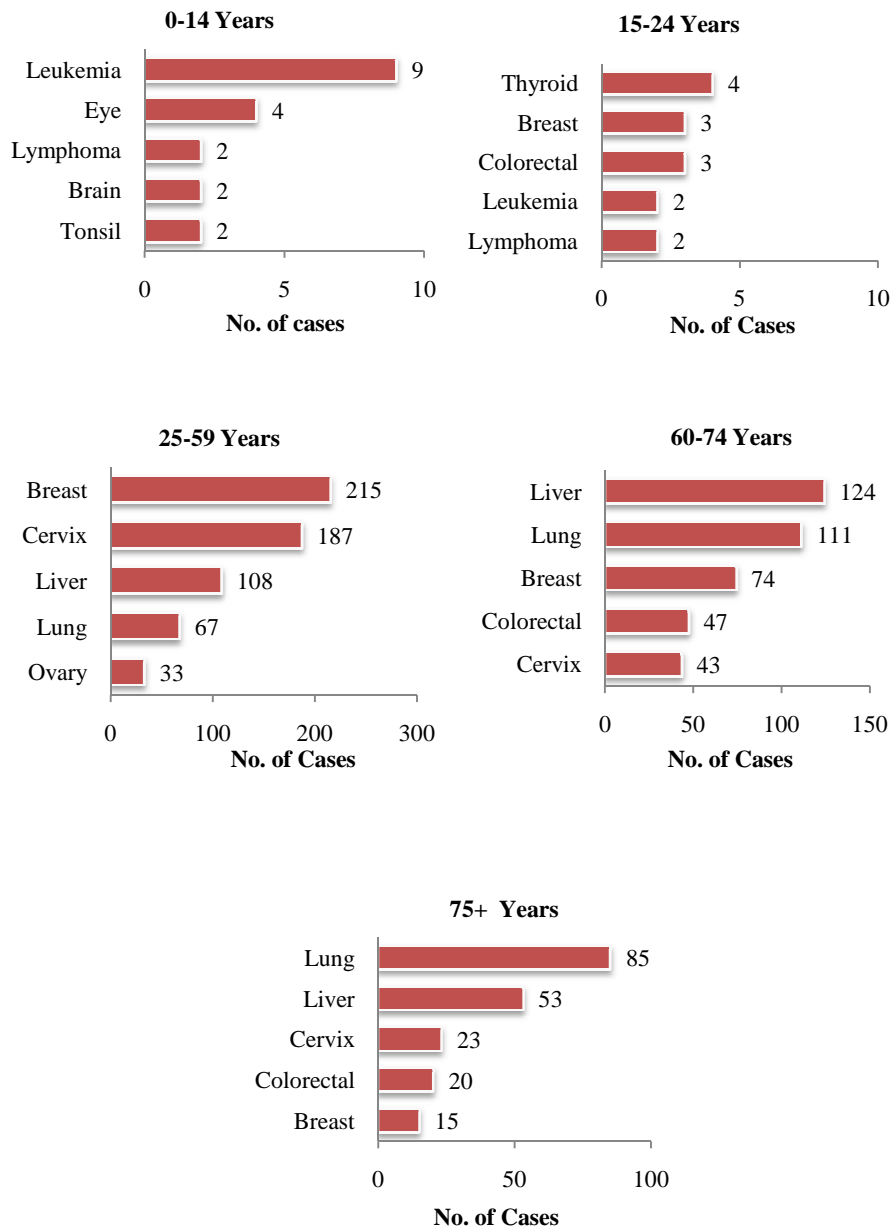 0-14 Years
Leukemia 9
Eye 4
Lymphoma 2
Brain 2
Tonsil 2
0 5 10
No. of cases
15-24 Years
Thyroid 4
Breast 3
Colorectal 3
Leukemia 2
Lymphoma 2
0 5 10
No. of Cases
25-59 Years
Breast 215
Cervix 187
Liver 108
Lung 67
Ovary 33
0 100 200 300
No. of Cases
60-74 Years
Liver 124
Lung 111
Breast 74
Colorectal 47
Cervix 43
0 50 100 150
No. of Cases
75+ Years
Lung 85
Liver 53
Cervix 23
Colorectal 20
Breast 15
0 50 100
No. of Cases